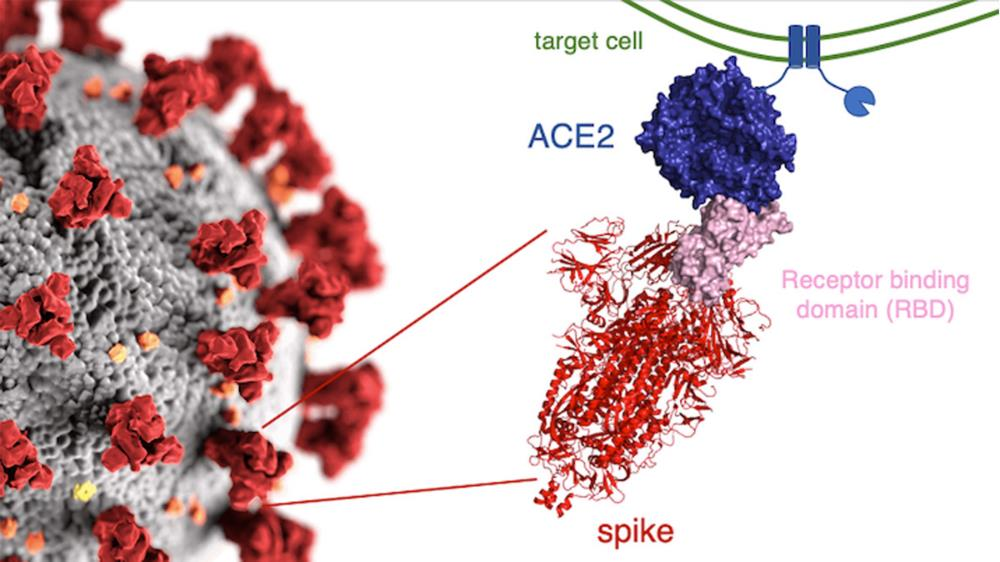 target cell
ACE2
Receptor binding
domain (RBD)
spike